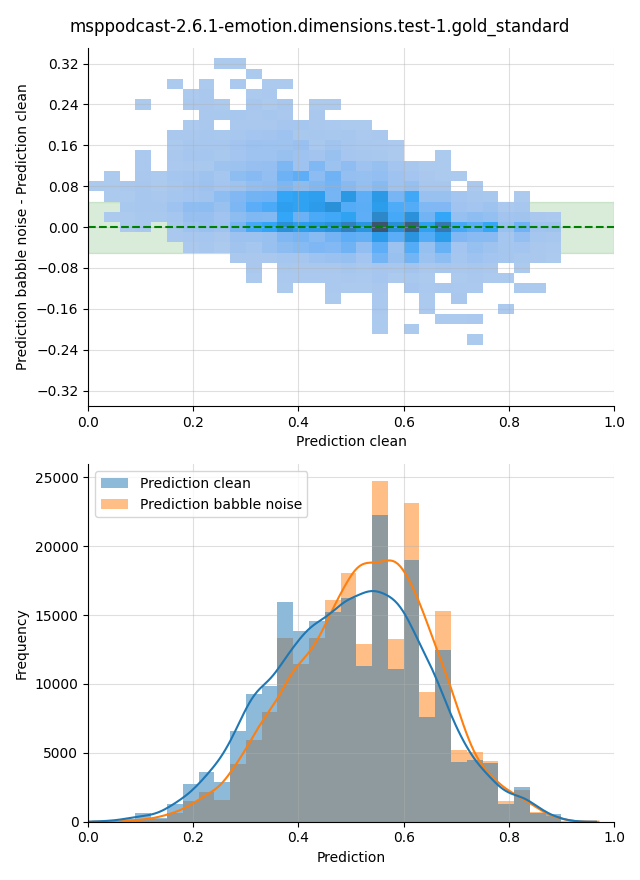 msppodcast-2.6.1-emotion.dimensions.test-1.gold_standard
Prediction babble noise - Prediction clean
0.32
0.24
0.16
0.08
0.00
−0.08
−0.16
−0.24
−0.32
0.0 0.2 0.4 0.6 0.8 1.0
Prediction clean
Frequency
25000
20000
15000
10000
5000
0
Prediction clean
Prediction babble noise
0.0 0.2 0.4 0.6 0.8 1.0
Prediction